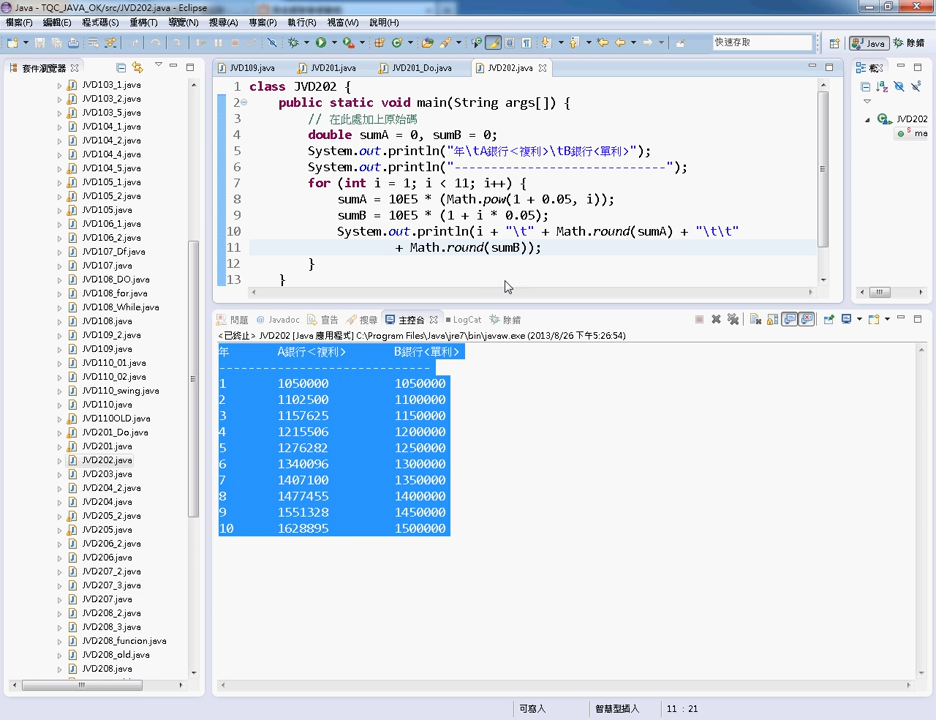 Java - TQC_JAVA_OK/src/JVD202.java - Eclipse
檔案(F) 編輯(E) 程式碼(S) 重構(T) 導覽(N) 搜尋(A) 專案(P) 執行(R) 視窗(W) 說明(H)
快速存取 Java 除錯
套件瀏覽器
JVD103_1.java
JVD103_2.java
JVD103_5.java
JVD104_1.java
JVD104_2.java
JVD104_4.java
JVD104_5.java
JVD105_1.java
JVD105_2.java
JVD105.java
JVD106_1.java
JVD106_2.java
JVD107_Df.java
JVD107.java
JVD108_DO.java
JVD108_for.java
JVD108_While.java
JVD108.java
JVD109_2.java
JVD109.java
JVD110_01.java
JVD110_02.java
JVD110_swing.java
JVD110.java
JVD110OLD.java
JVD201_Do.java
JVD201.java
JVD202.java
JVD203.java
JVD204_2.java
JVD204.java
JVD205_2.java
JVD205.java
JVD206_2.java
JVD206.java
JVD207_2.java
JVD207_3.java
JVD207.java
JVD208_2.java
JVD208_3.java
JVD208_funcion.java
JVD208_old.java
JVD208.java
JVD109.java JVD201.java JVD201_Do.java JVD202.java
1 class JVD202 {
2 public static void main(String args[]) {
3 // 在此處加上原始碼
4 double sumA = 0, sumB = 0;
5 System.out.println("年\tA銀行<複利>\tB銀行<單利>");
6 System.out.println("-----------------------------");
7 for (int i = 1; i < 11; i++) {
8 sumA = 10E5 * (Math.pow(1 + 0.05, i));
9 sumB = 10E5 * (1 + i * 0.05);
10 System.out.println(i + "\t" + Math.round(sumA) + "\t\t"
11 + Math.round(sumB));
12 }
13 }
JVD202
ma
問題 @ Javadoc 宣告 搜尋 主控台 LogCat 除錯
<已終止> JVD202 [Java 應用程式] C:\Program Files\Java\jre7\bin\javaw.exe (2013/8/26 下午5:26:54)
年 A銀行<複利> B銀行<單利>
-----------------------------
1 1050000 1050000
2 1102500 1100000
3 1157625 1150000
4 1215506 1200000
5 1276282 1250000
6 1340096 1300000
7 1407100 1350000
8 1477455 1400000
9 1551328 1450000
10 1628895 1500000
可寫入 智慧型插入 11 : 21